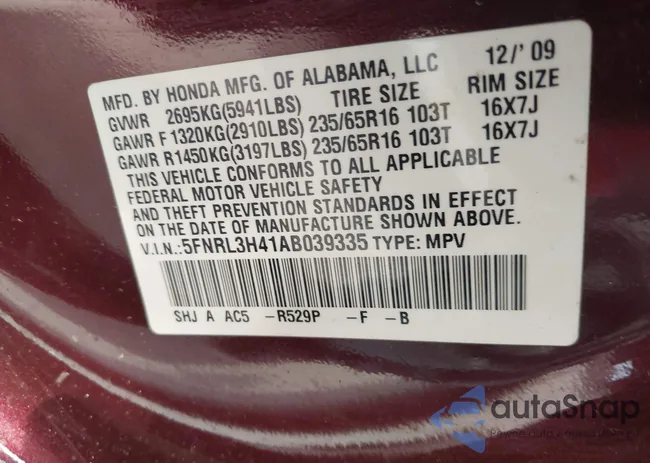 MFD. BY HONDA MFG. OF ALABAMA, LLC 12/'09
GVWR 2695KG(5941LBS) TIRE SIZE RIM SIZE
GAWR F 1320KG(2910LBS) 235/65R16 103T 16X7J
GAWR R1450KG(3197LBS) 235/65R16 103T 16X7J
THIS VEHICLE CONFORMS TO ALL APPLICABLE
FEDERAL MOTOR VEHICLE SAFETY
AND THEFT PREVENTION STANDARDS IN EFFECT
ON THE DATE OF MANUFACTURE SHOWN ABOVE.
V.I.N.:5FNRL3H41AB039335 TYPE: MPV
SHJ A AC5 -R529P -F -B
autoSnap